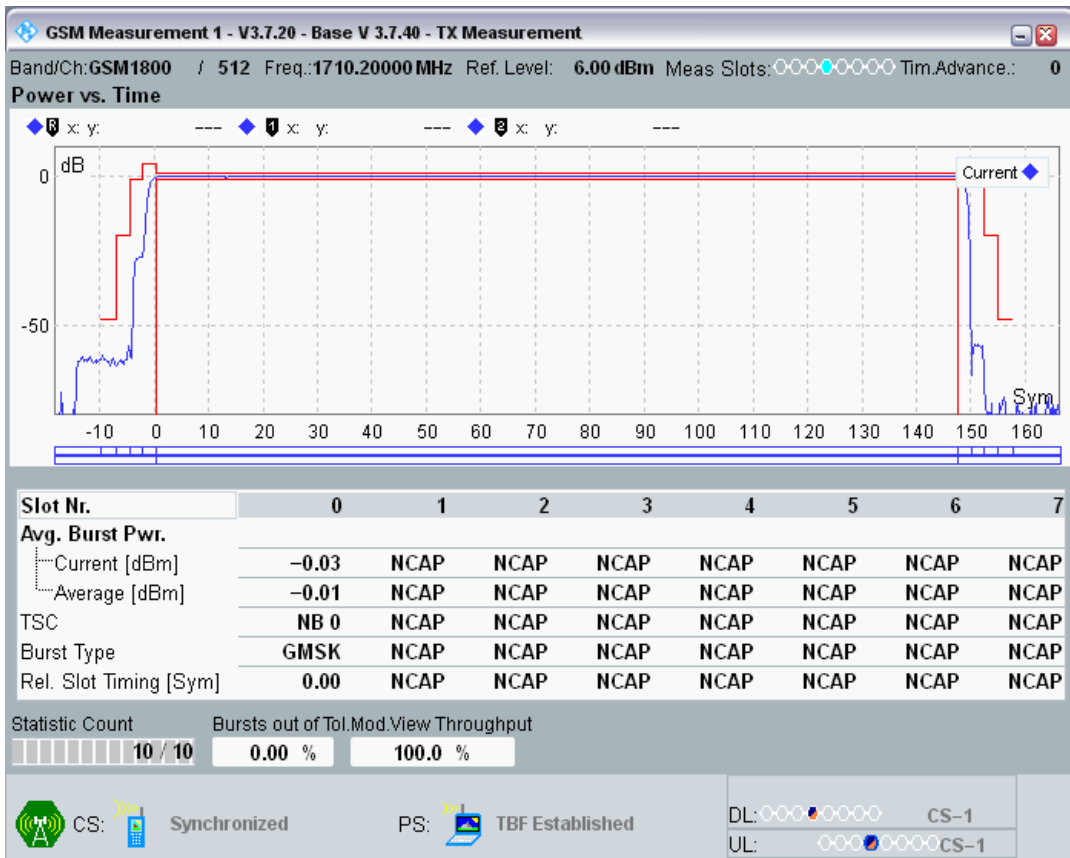 GSM Measurement 1 - V3.7.20 - Base V 3.7.40 - TX Measurement
Band/Ch:GSM1800 / 512 Freq.:1710.20000 MHz Ref. Level: 6.00 dBm Meas Slots: Tim.Advance.: 0
Power vs. Time
R x: y: --- 1 x: y: --- 2 x: y: ---
dB
Current
0
-50
Sym
-10 0 10 20 30 40 50 60 70 80 90 100 110 120 130 140 150 160
Slot Nr. 0 1 2 3 4 5 6 7
Avg. Burst Pwr.
Current [dBm] −0.03 NCAP NCAP NCAP NCAP NCAP NCAP NCAP
Average [dBm] −0.01 NCAP NCAP NCAP NCAP NCAP NCAP NCAP
TSC NB 0 NCAP NCAP NCAP NCAP NCAP NCAP NCAP
Burst Type GMSK NCAP NCAP NCAP NCAP NCAP NCAP NCAP
Rel. Slot Timing [Sym] 0.00 NCAP NCAP NCAP NCAP NCAP NCAP NCAP
Statistic Count Bursts out of Tol.Mod.View Throughput
10 / 10 0.00 % 100.0 %
CS: Synchronized PS: TBF Established
DL: CS−1
UL: CS−1